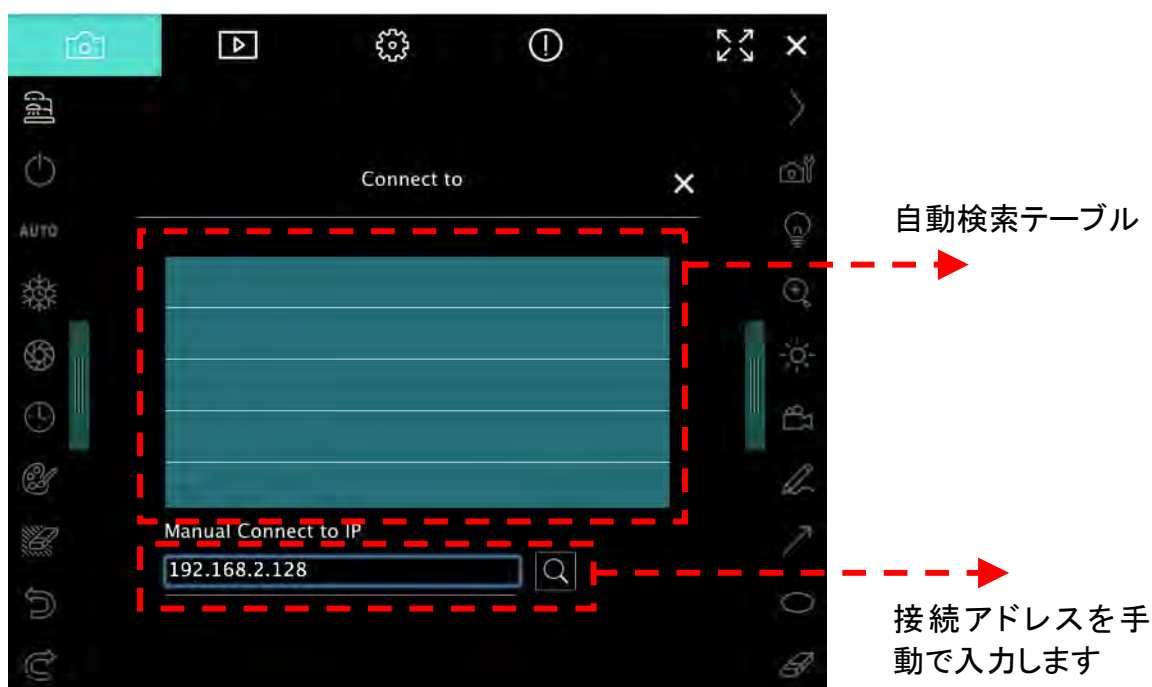 Connect to
AUTO
自動検索テーブル
Manual Connect to IP
192.168.2.128
接続アドレスを手
動で入力します